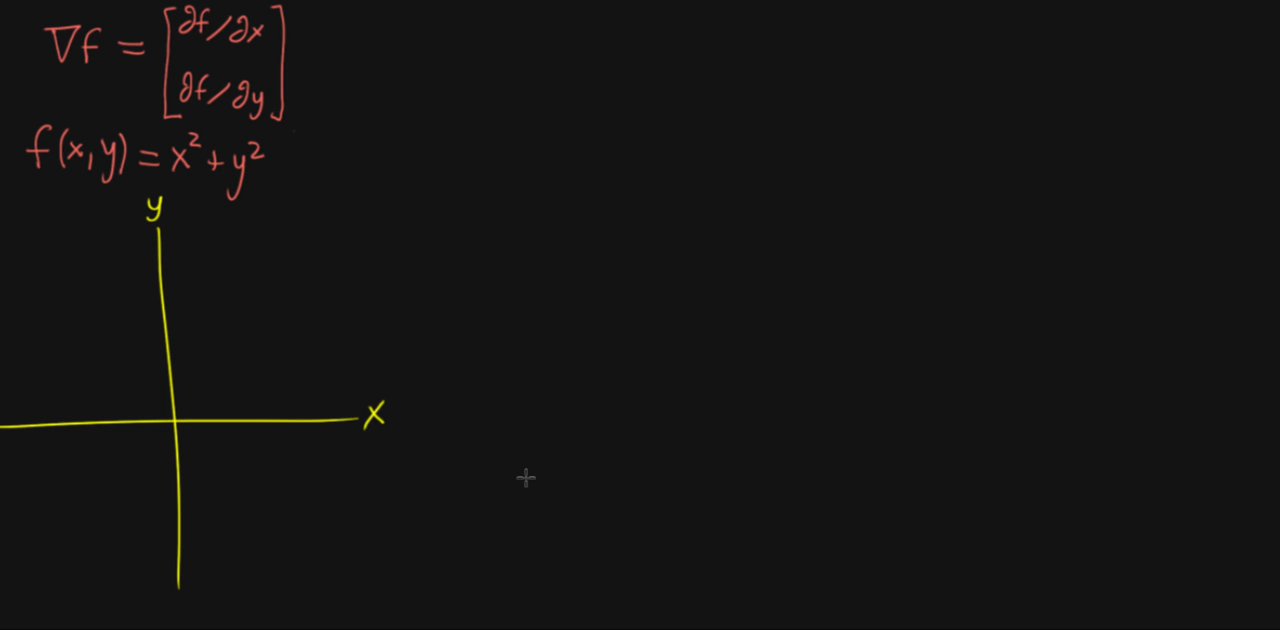 ∇f = [∂f/∂x
∂f/∂y]
f(x,y) = x² + y²
y
x